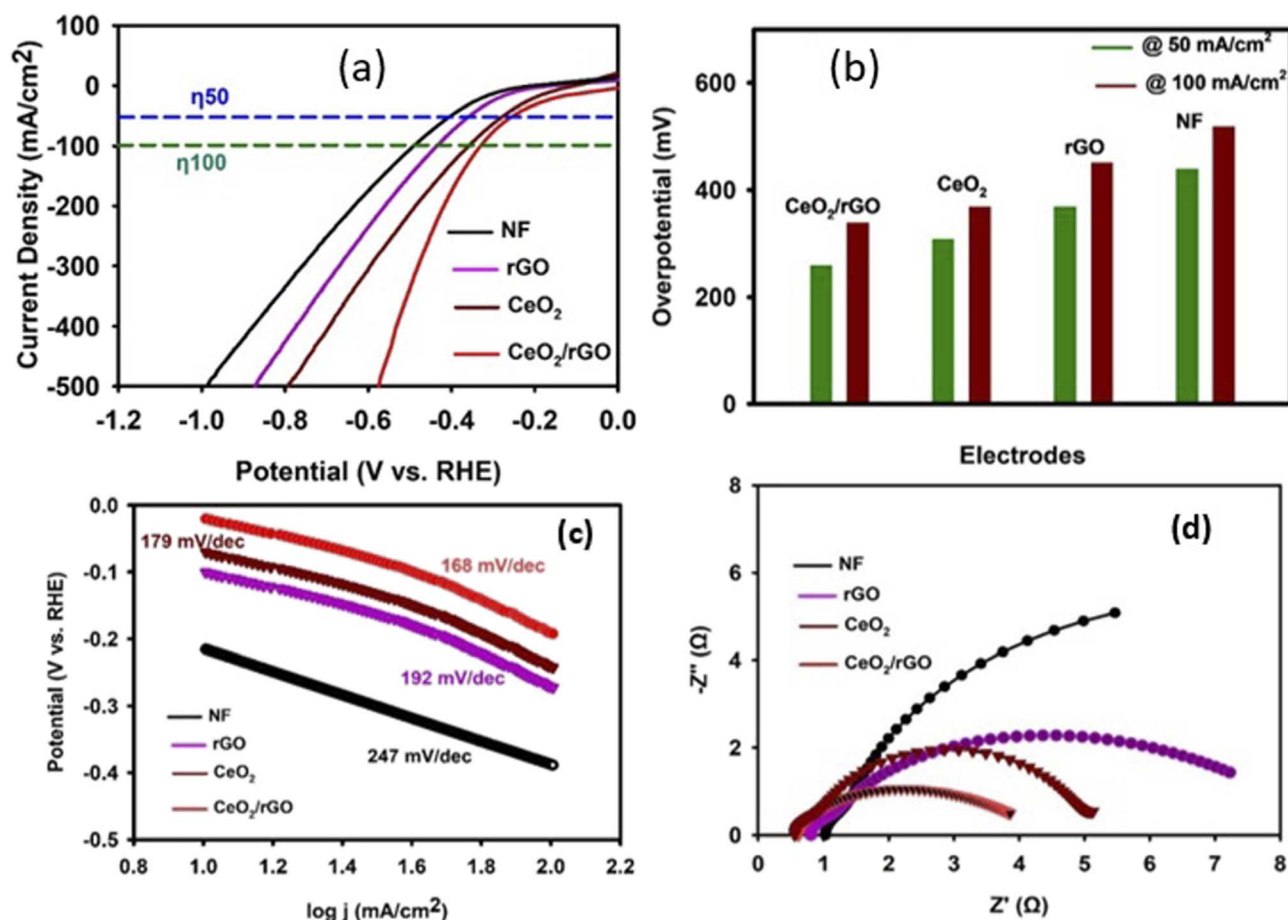 (a)
100
0
-100
-200
-300
-400
-500
Current Density (mA/cm2)
η50
η100
NF
rGO
CeO₂
CeO₂/rGO
-1.2 -1.0 -0.8 -0.6 -0.4 -0.2 0.0
Potential (V vs. RHE)
(b)
@ 50 mA/cm²
@ 100 mA/cm²
600
400
200
0
Overpotential (mV)
CeO₂/rGO
CeO₂
rGO
NF
Electrodes
(c)
0.0
-0.1
-0.2
-0.3
-0.4
-0.5
Potential (V vs. RHE)
179 mV/dec
168 mV/dec
192 mV/dec
247 mV/dec
NF
rGO
CeO₂
CeO₂/rGO
1.0 1.2 1.4 1.6 1.8 2.0 2.2
log j (mA/cm²)
(d)
8
6
4
2
0
-Z'' (Ω)
NF
rGO
CeO₂
CeO₂/rGO
0 1 2 3 4 5 6 7 8
Z' (Ω)